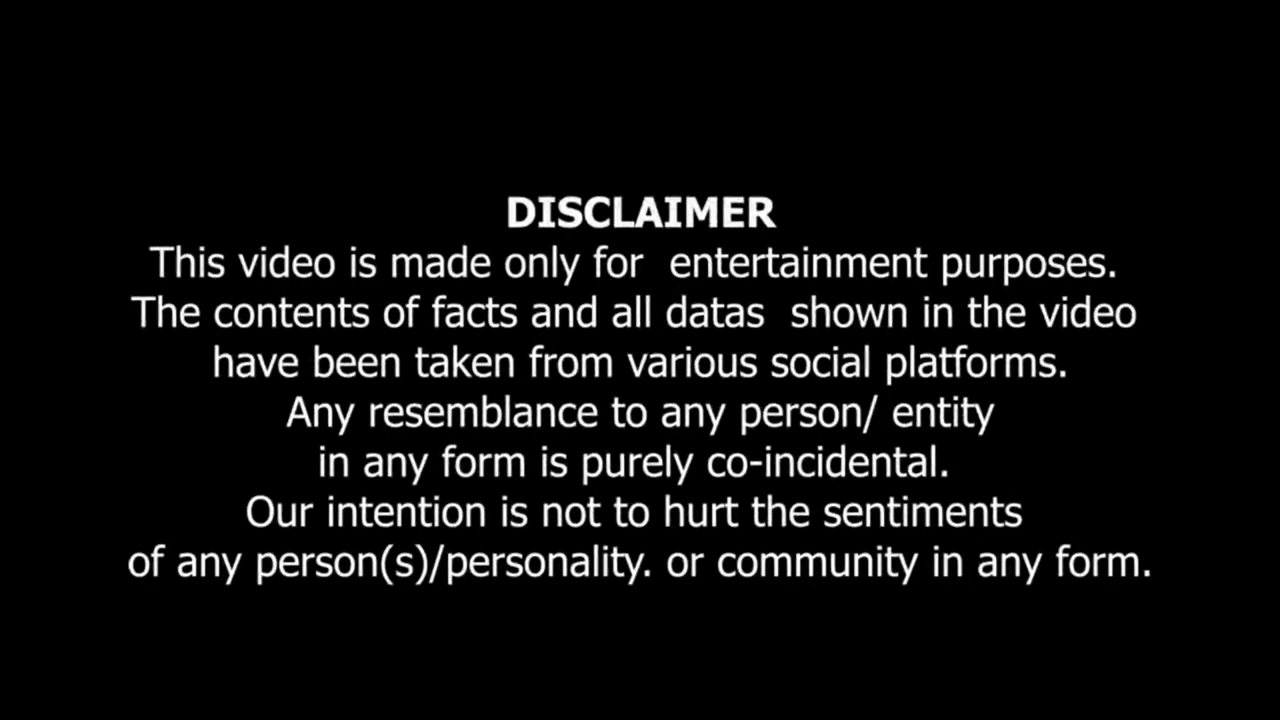 DISCLAIMER
This video is made only for  entertainment purposes.
The contents of facts and all datas  shown in the video
have been taken from various social platforms.
Any resemblance to any person/ entity
in any form is purely co-incidental.
Our intention is not to hurt the sentiments
of any person(s)/personality. or community in any form.